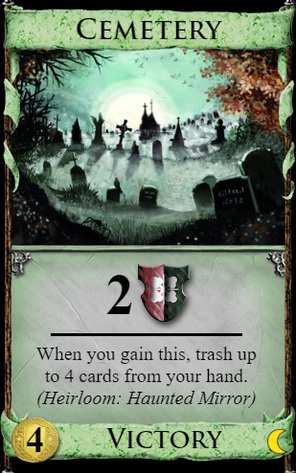 CEMETERY
2
When you gain this, trash up
to 4 cards from your hand.
(Heirloom: Haunted Mirror)
4
VICTORY